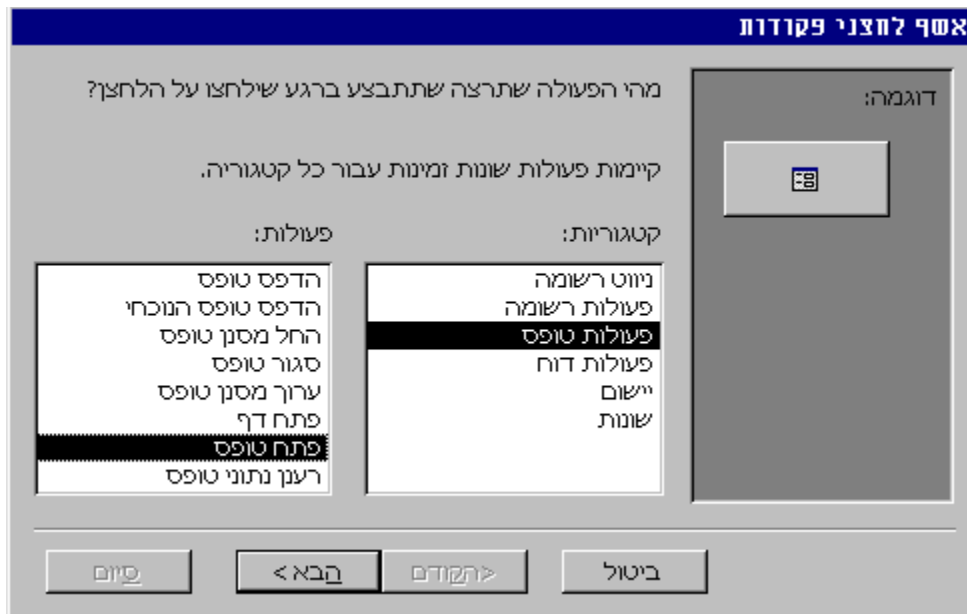 אשף לחצני פקודות
דוגמה:
מהי הפעולה שתרצה שתתבצע ברגע שילחצו על הלחצן?
קיימות פעולות שונות זמינות עבור כל קטגוריה.
קטגוריות:
ניווט רשומה
פעולות רשומה
פעולות טופס
פעולות דוח
יישום
שונות
פעולות:
הדפס טופס
הדפס טופס הנוכחי
החל מסנן טופס
סגור טופס
ערוך מסנן טופס
פתח דף
פתח טופס
רענן נתוני טופס
ביטול
<הקודם
הבא >
סיום